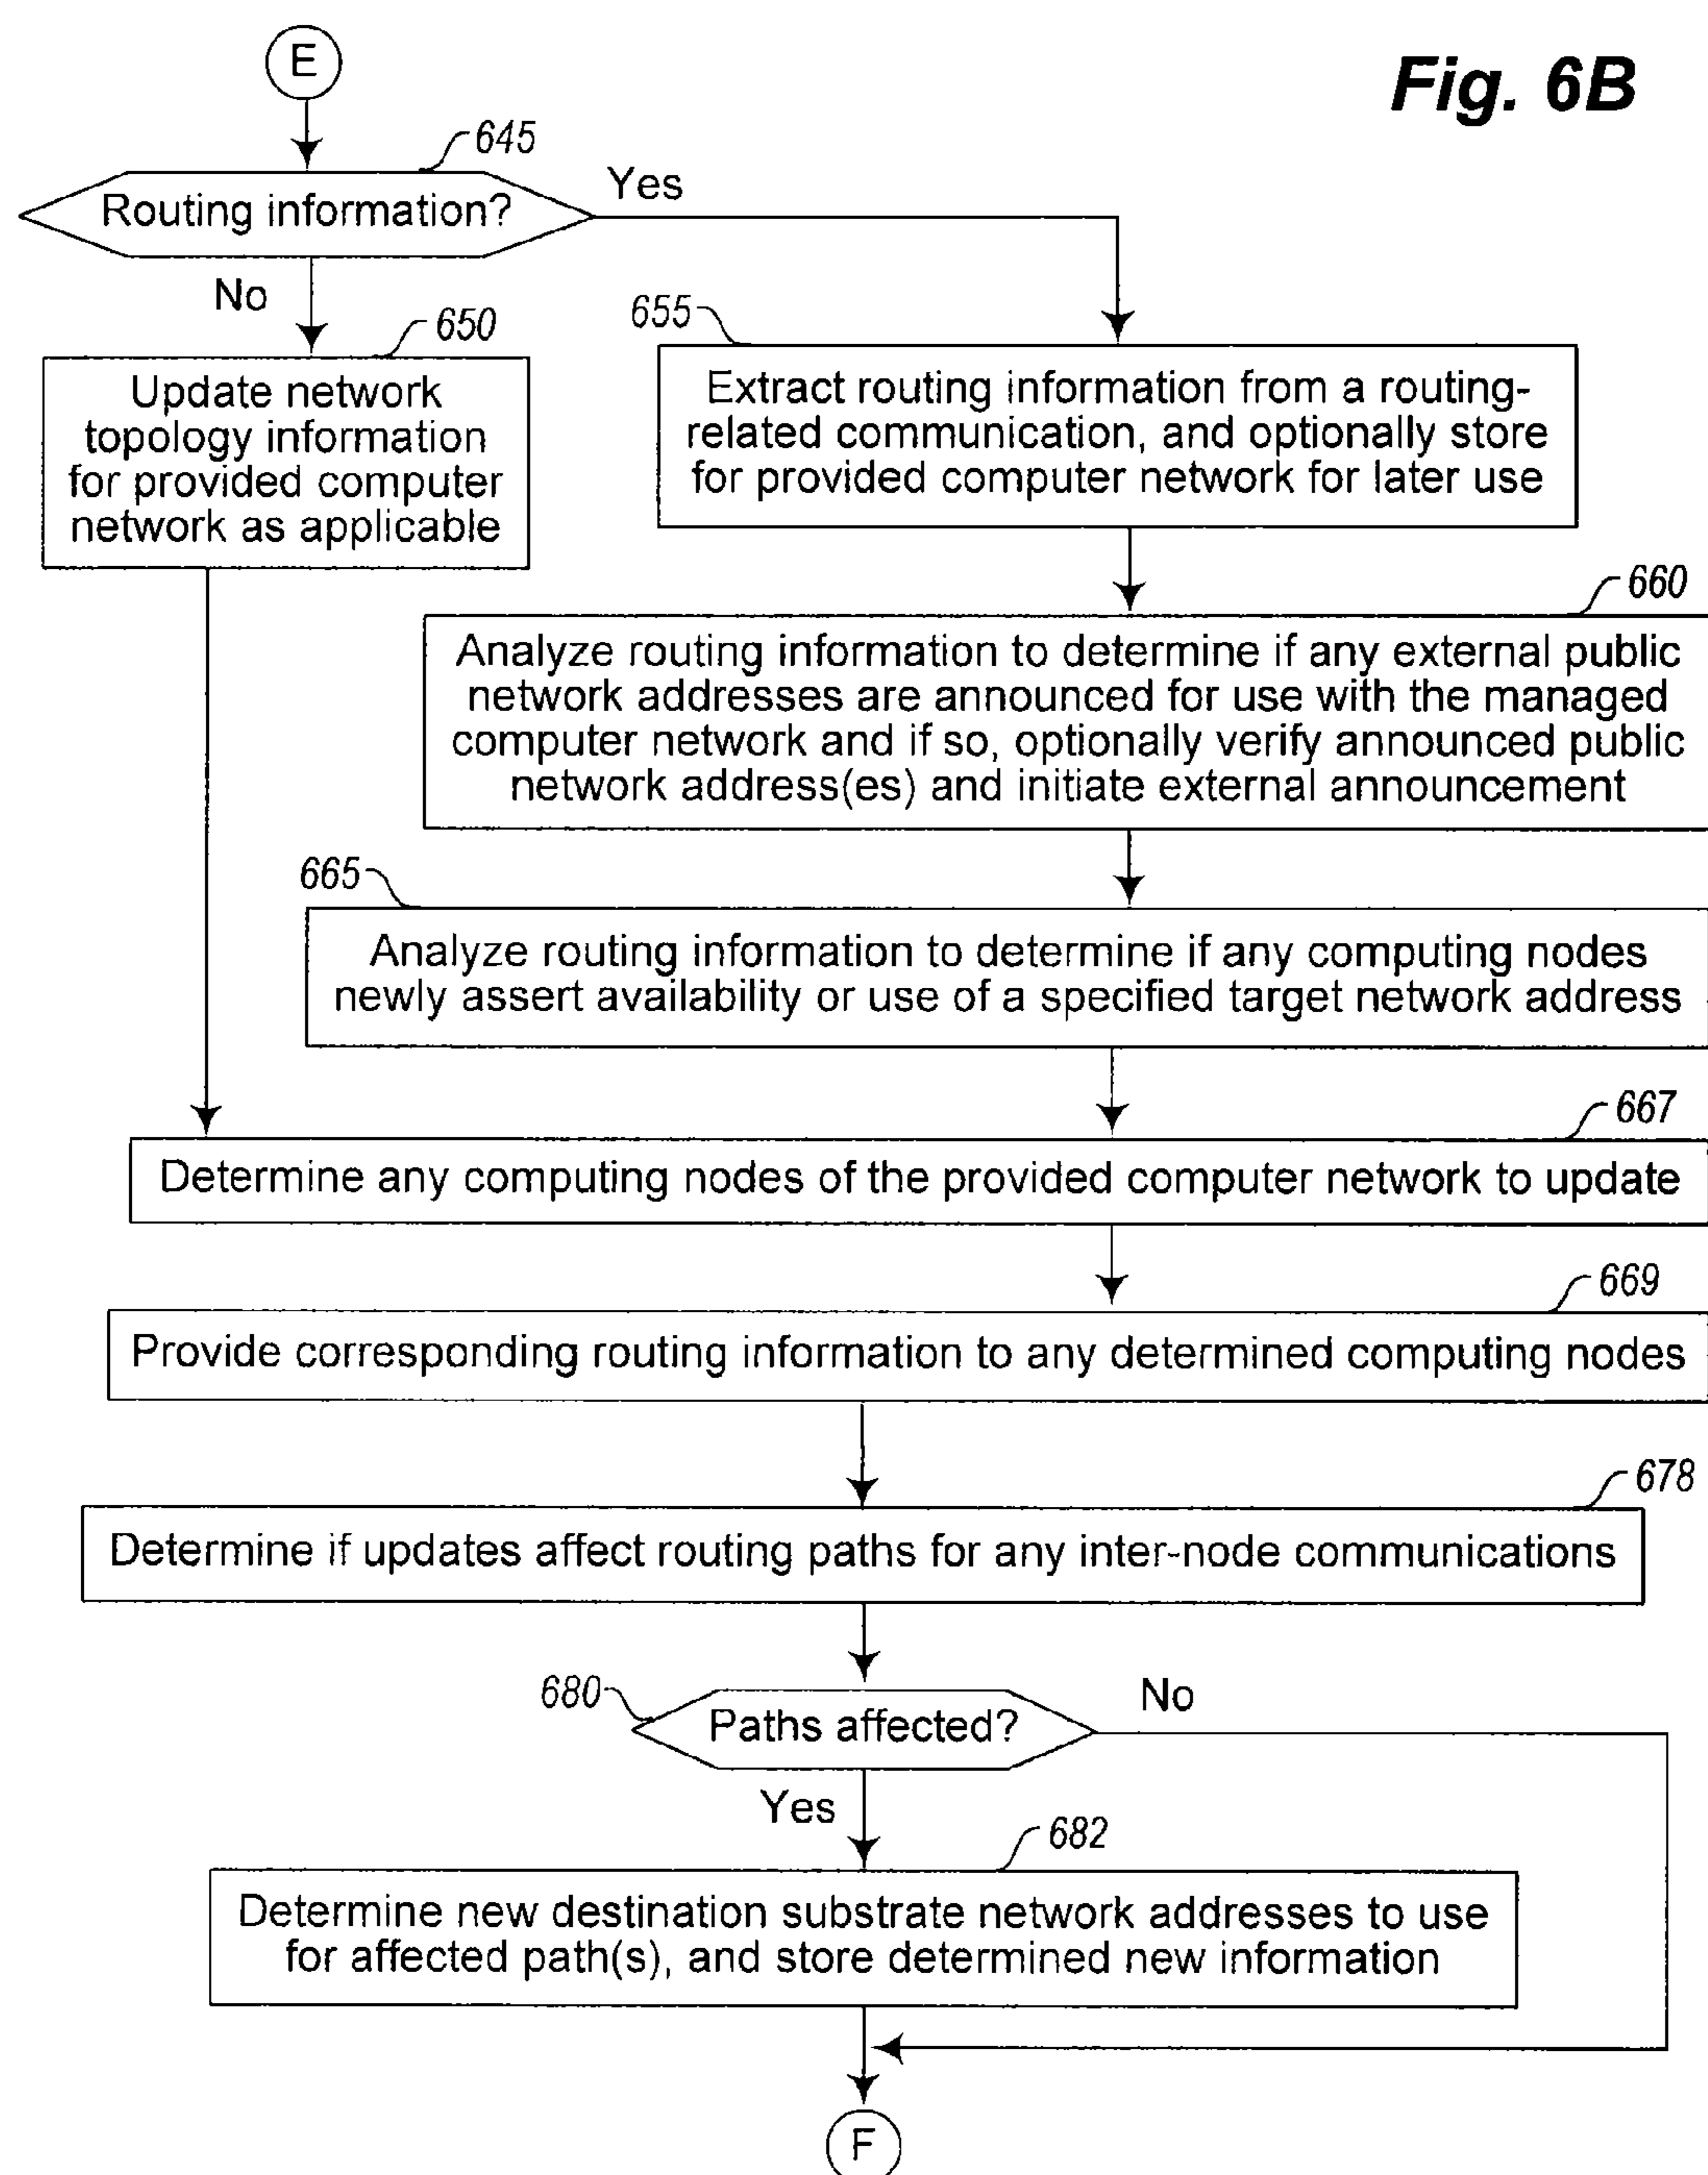 E
Fig. 6B
645
Routing information?
Yes
No
650
Update network
topology information
for provided computer
network as applicable
655
Extract routing information from a routing-
related communication, and optionally store
for provided computer network for later use
660
Analyze routing information to determine if any external public
network addresses are announced for use with the managed
computer network and if so, optionally verify announced public
network address(es) and initiate external announcement
665
Analyze routing information to determine if any computing nodes
newly assert availability or use of a specified target network address
667
Determine any computing nodes of the provided computer network to update
669
Provide corresponding routing information to any determined computing nodes
678
Determine if updates affect routing paths for any inter-node communications
680
Paths affected?
No
Yes
682
Determine new destination substrate network addresses to use
for affected path(s), and store determined new information
F